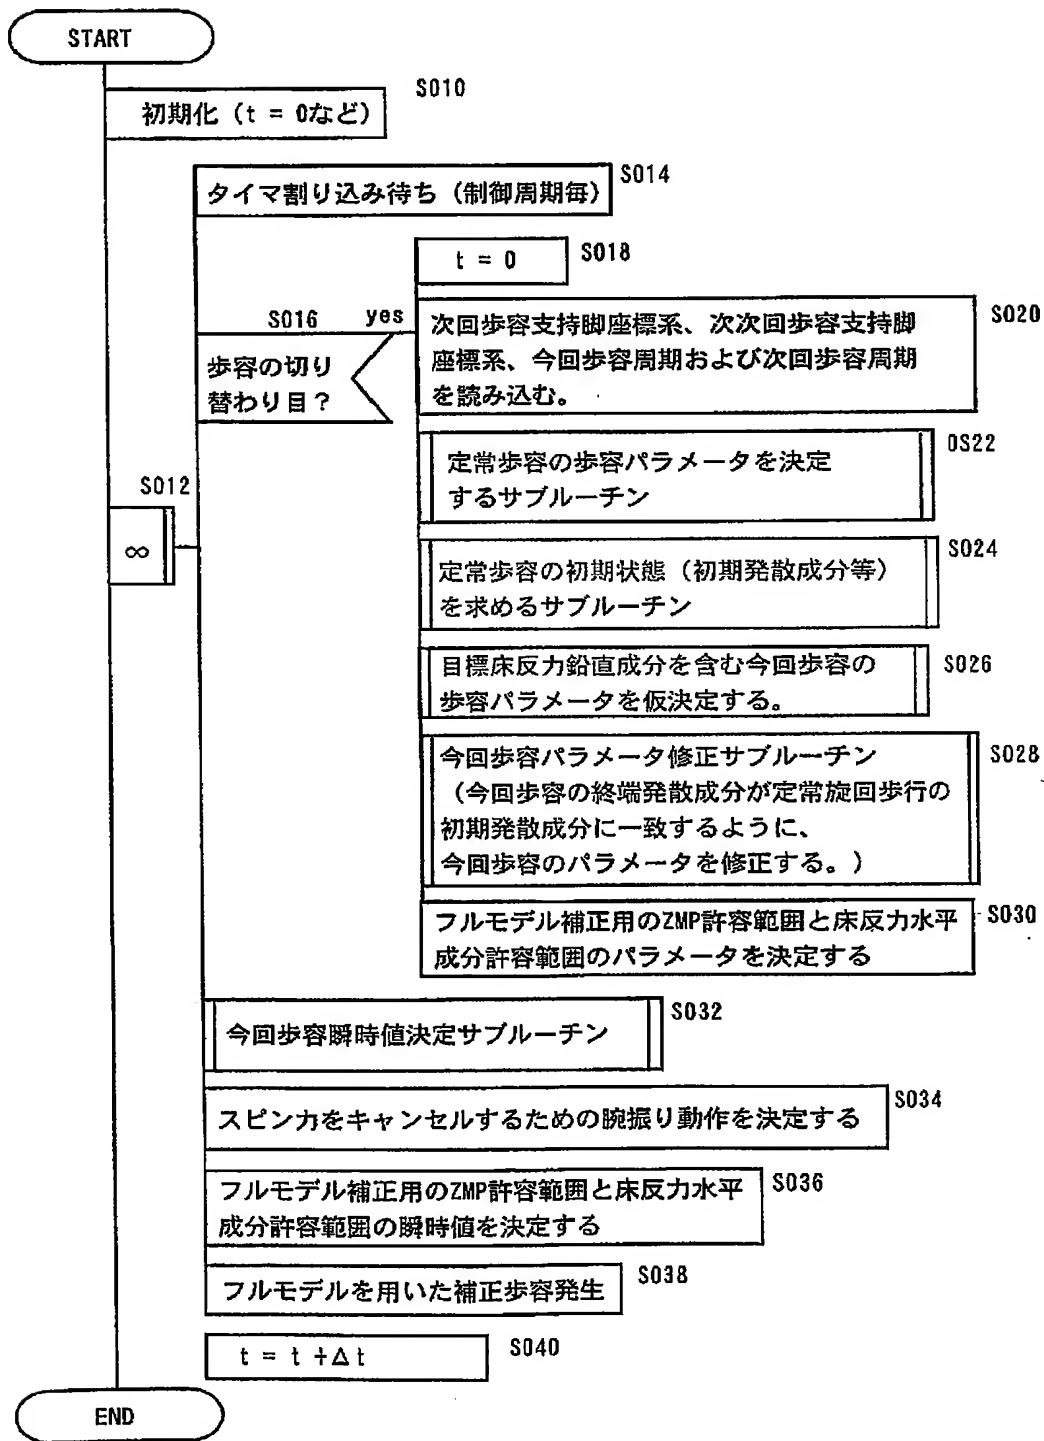 START
S010
初期化（t = 0など）
S014
タイマ割り込み待ち（制御周期毎）
S018
t = 0
S016
yes
歩容の切り
替わり目？
S020
次回歩容支持脚座標系、次次回歩容支持脚
座標系、今回歩容周期および次回歩容周期
を読み込む。
0S22
定常歩容の歩容パラメータを決定
するサブルーチン
S012
∞
S024
定常歩容の初期状態（初期発散成分等）
を求めるサブルーチン
S026
目標床反力鉛直成分を含む今回歩容の
歩容パラメータを仮決定する。
S028
今回歩容パラメータ修正サブルーチン
（今回歩容の終端発散成分が定常旋回歩行の
初期発散成分に一致するように、
今回歩容のパラメータを修正する。）
S030
フルモデル補正用のZMP許容範囲と床反力水平
成分許容範囲のパラメータを決定する
S032
今回歩容瞬時値決定サブルーチン
S034
スピン力をキャンセルするための腕振り動作を決定する
S036
フルモデル補正用のZMP許容範囲と床反力水平
成分許容範囲の瞬時値を決定する
S038
フルモデルを用いた補正歩容発生
S040
t = t +Δt
END